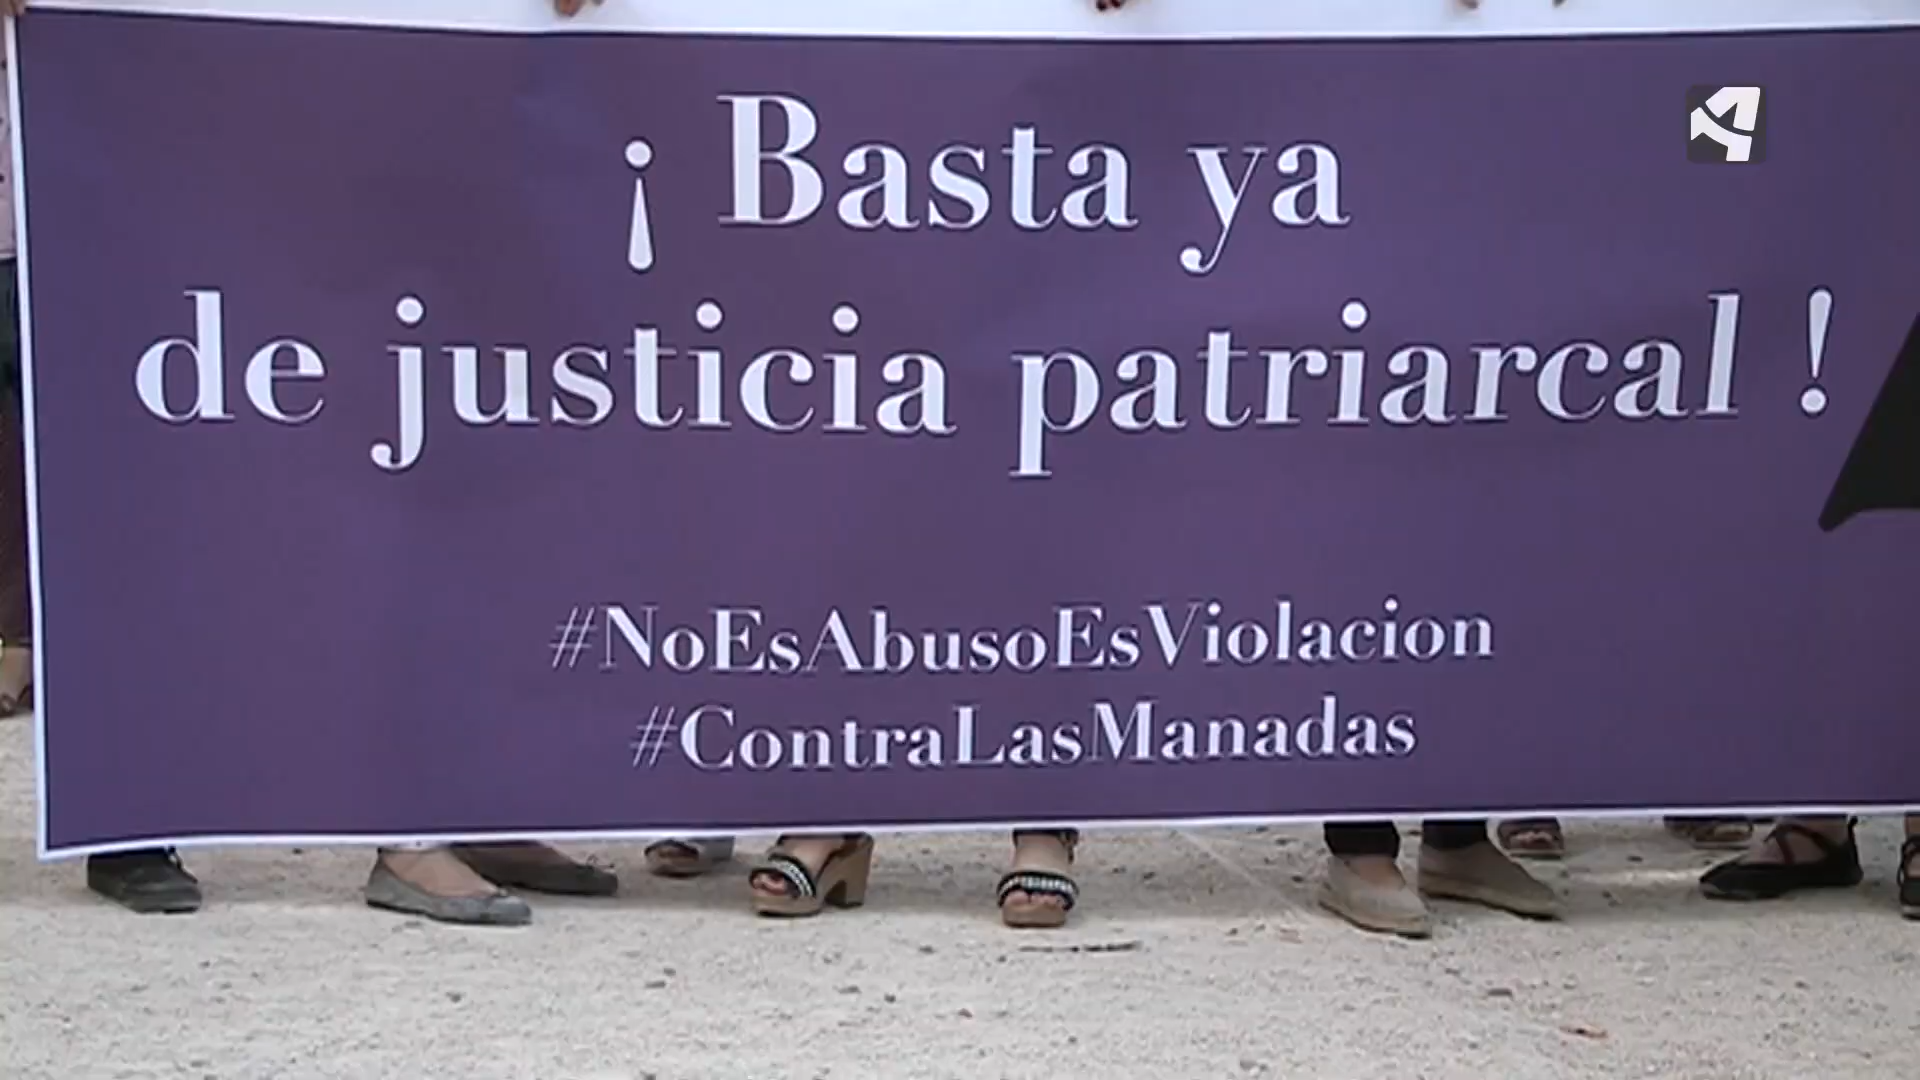 ¡ Basta ya
de justicia patriarcal !
#NoEsAbusoEsViolacion
#ContraLasManadas